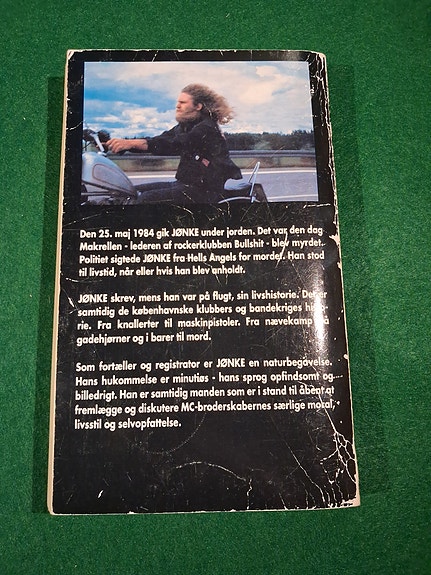 Den 25. maj 1984 gik JØNKE under jorden. Det var den dag
Makrellen - lederen af rockerklubben Bullshit - blev myrdet.
Politiet sigtede JØNKE fra Hells Angels for mordet. Han stod
til livstid, når eller hvis han blev anholdt.
JØNKE skrev, mens han var på flugt, sin livshistorie. Det er
samtidig de københavnske klubbers og bandekriges
rie. Fra knallerter til maskinpistoler. Fra nævekamp på
gadehjørner og i barer til mord.
Som fortæller og registrator er JØNKE en naturbegavelse.
Hans hukommelse er minutiøs - hans sprog opfindsomt og
billedrigt. Han er samtidig manden som er i stand til åbent at
fremlægge og diskutere MC-broderskabernes særlige moral,
livsstil og selvopfattelse.